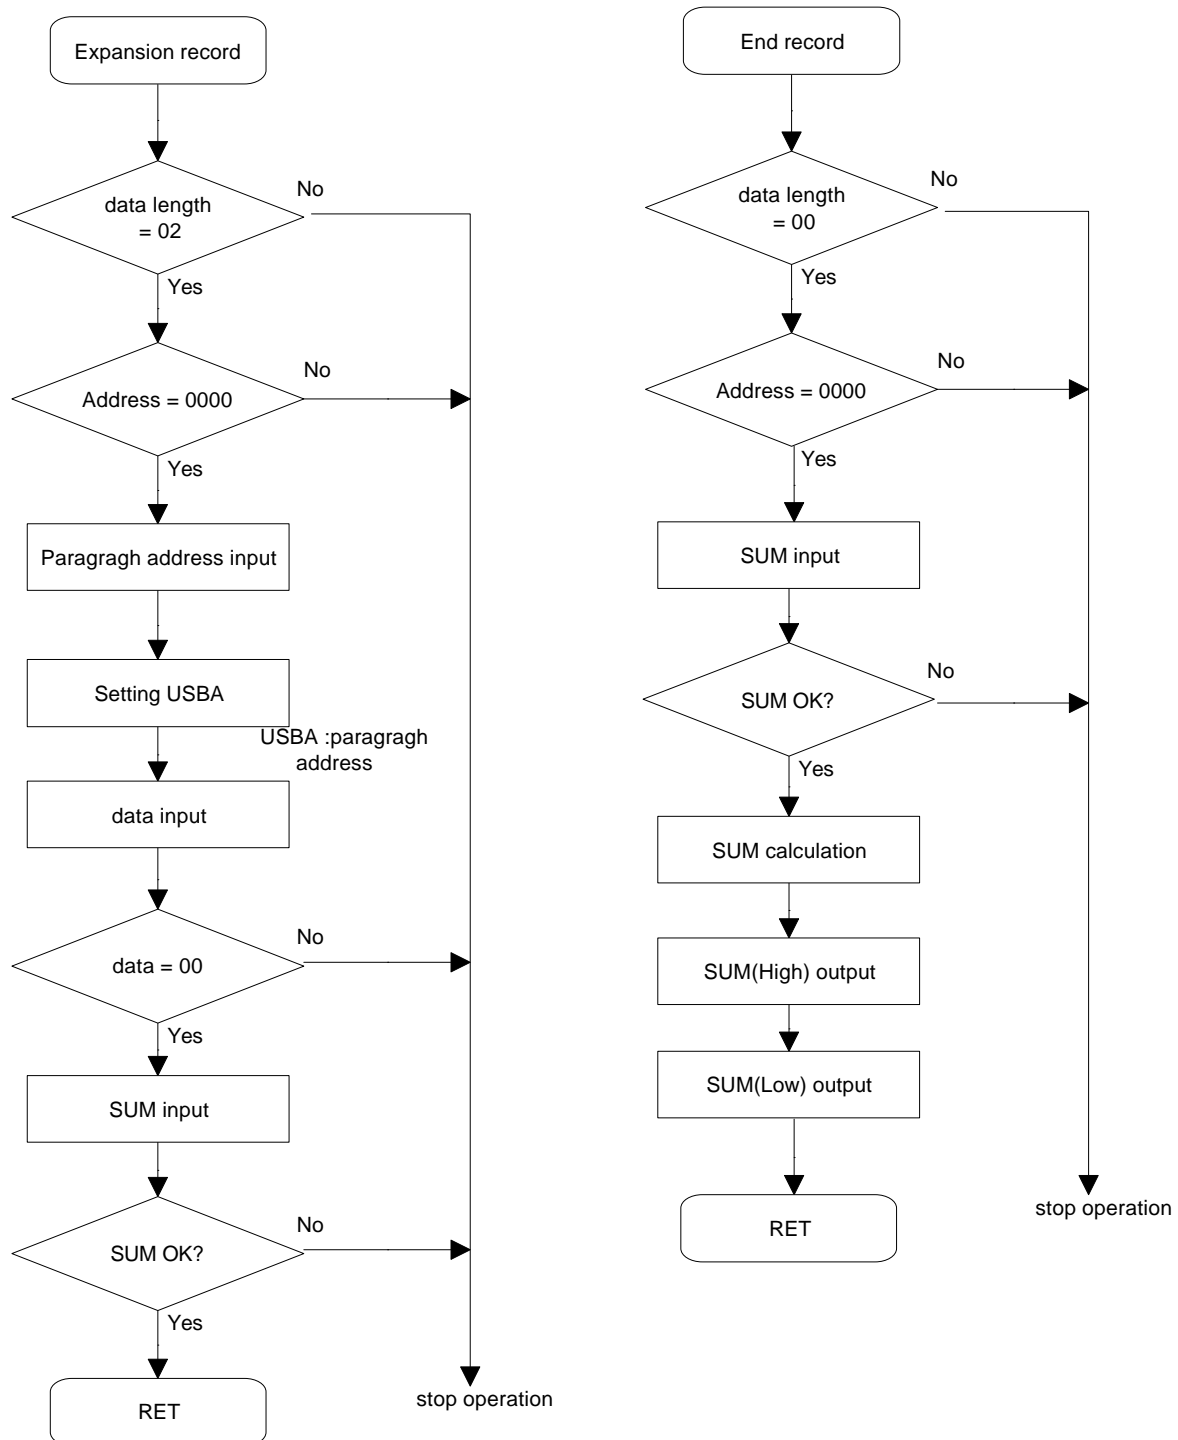 Expansion record
No
data length
= 02
Yes
No
Address = 0000
Yes
Paragragh address input
Setting USBA
USBA :paragragh
address
data input
No
data = 00
Yes
SUM input
No
SUM OK?
Yes
stop operation
RET
End record
No
data length
= 00
Yes
No
Address = 0000
Yes
SUM input
No
SUM OK?
Yes
SUM calculation
SUM(High) output
SUM(Low) output
stop operation
RET